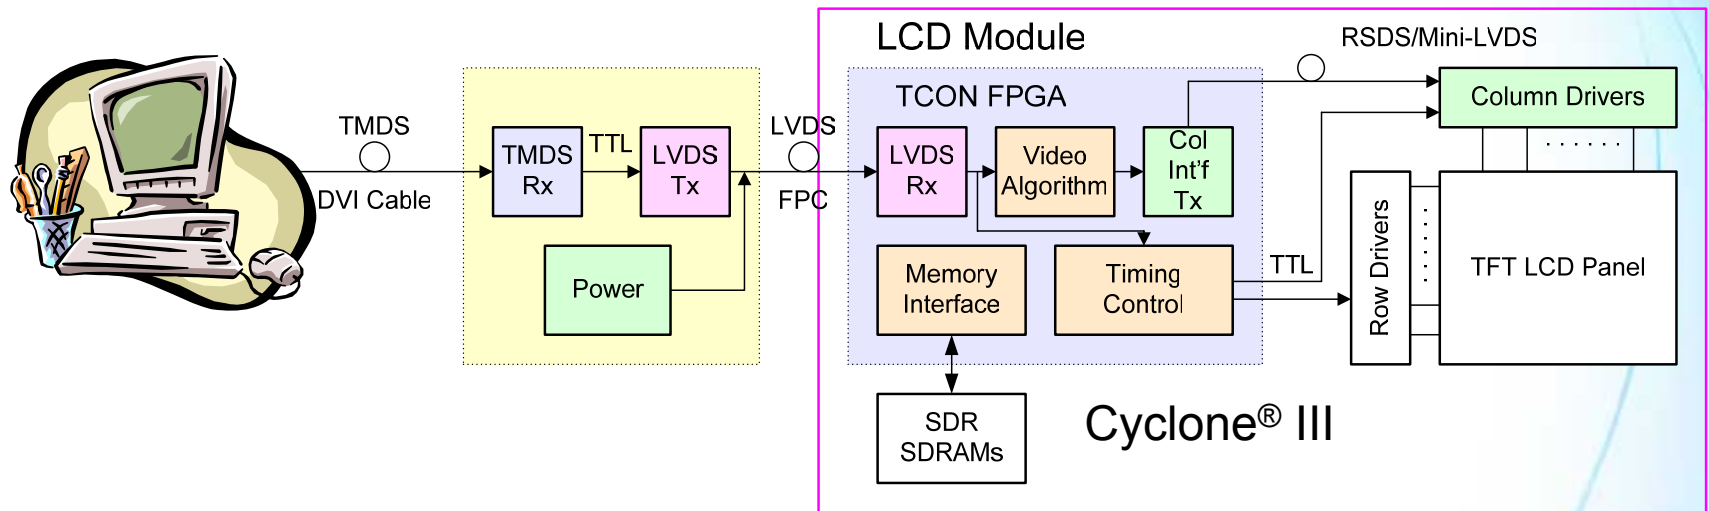 LCD Module
RSDS/Mini-LVDS
TCON FPGA
Column Drivers
TMDS
DVI Cable
TMDS
Rx
TTL
LVDS
Tx
LVDS
FPC
LVDS
Rx
Video
Algorithm
Col
Int'f
Tx
Power
Memory
Interface
Timing
Control
TTL
Row Drivers
TFT LCD Panel
SDR
SDRAMs
Cyclone® III